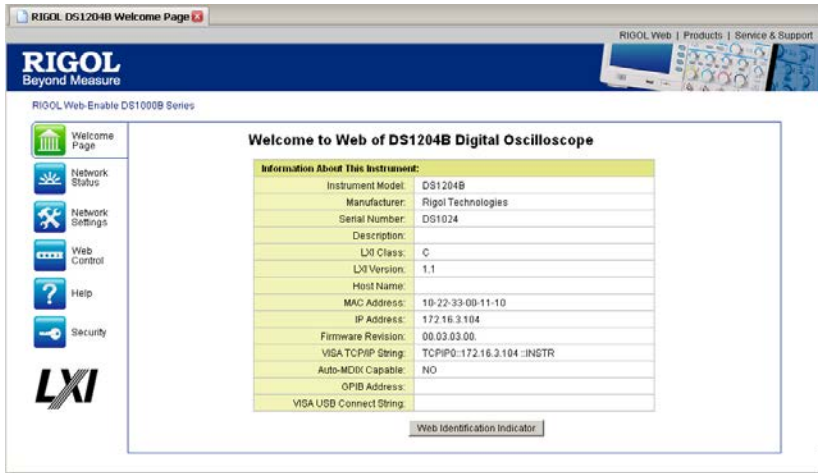 RIGOL DS1204B Welcome Page
RIGOL Web | Products | Service & Support
RIGOL
Beyond Measure
RIGOL Web-Enable DS1000B Series
Welcome Page
Network Status
Network Settings
Web Control
Help
Security
LXI
Welcome to Web of DS1204B Digital Oscilloscope
Information About This Instrument:
Instrument Model: DS1204B
Manufacturer: Rigol Technologies
Serial Number: DS1024
Description:
LXI Class: C
LXI Version: 1.1
Host Name:
MAC Address: 10-22-33-00-11-10
IP Address: 172.16.3.104
Firmware Revision: 00.03.03.00.
VISA TCP/IP String: TCPIP0::172.16.3.104 ::INSTR
Auto-MDIX Capable: NO
GPIB Address:
VISA USB Connect String:
Web Identification Indicator